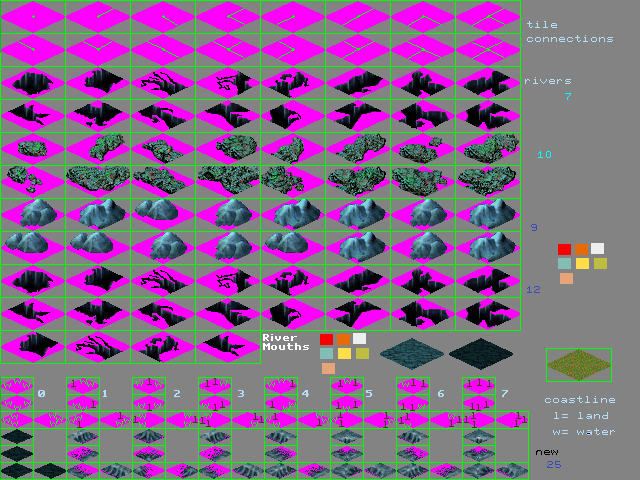 tile
connections
rivers
7
10
9
12
River
Mouths
0 1 2 3 4 5 6 7
coastline
l= land
w= water
new
25